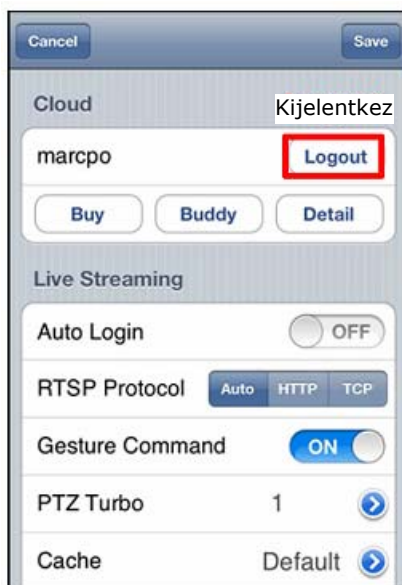 Cancel Save
Cloud Kijelentkez
marcpo Logout
Buy Buddy Detail
Live Streaming
Auto Login OFF
RTSP Protocol Auto HTTP TCP
Gesture Command ON
PTZ Turbo 1
Cache Default